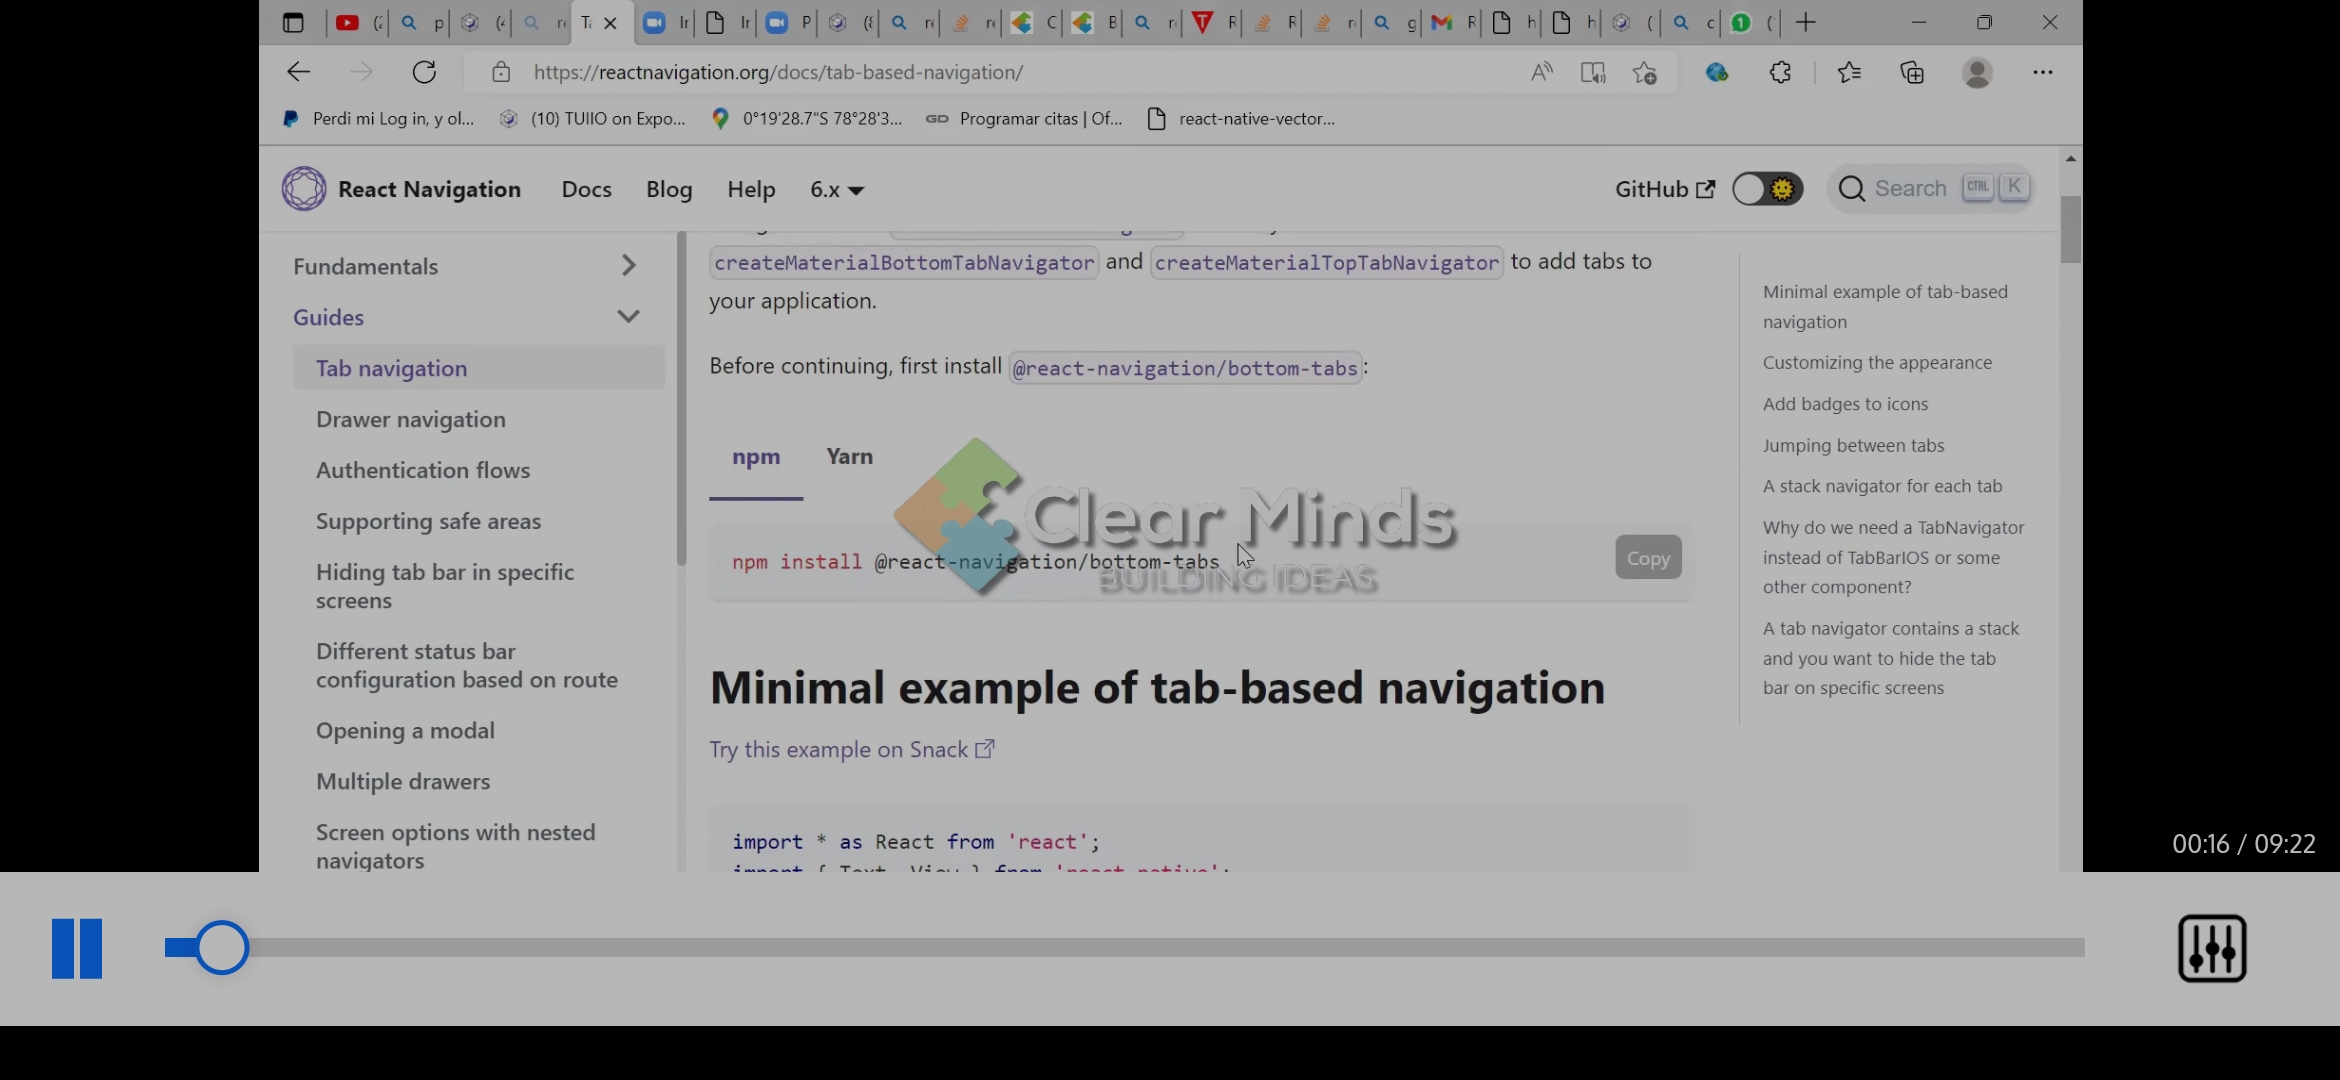 https://reactnavigation.org/docs/tab-based-navigation/
Perdi mi Log in, y ol...
(10) TUIIO on Expo...
0°19'28.7"S 78°28'3...
GD Programar citas | Of...
react-native-vector...
React Navigation
Docs
Blog
Help
6.x
GitHub
Search
CTRL
K
Fundamentals
Guides
Tab navigation
Drawer navigation
Authentication flows
Supporting safe areas
Hiding tab bar in specific
screens
Different status bar
configuration based on route
Opening a modal
Multiple drawers
Screen options with nested
navigators
createMaterialBottomTabNavigator and createMaterialTopTabNavigator to add tabs to
your application.
Before continuing, first install @react-navigation/bottom-tabs:
npm
Yarn
Clear Minds
BUILDING IDEAS
npm install @react-navigation/bottom-tabs
Copy
Minimal example of tab-based navigation
Try this example on Snack
import * as React from 'react';
import { Text, View } from 'react-native';
Minimal example of tab-based
navigation
Customizing the appearance
Add badges to icons
Jumping between tabs
A stack navigator for each tab
Why do we need a TabNavigator
instead of TabBarIOS or some
other component?
A tab navigator contains a stack
and you want to hide the tab
bar on specific screens
00:16 / 09:22